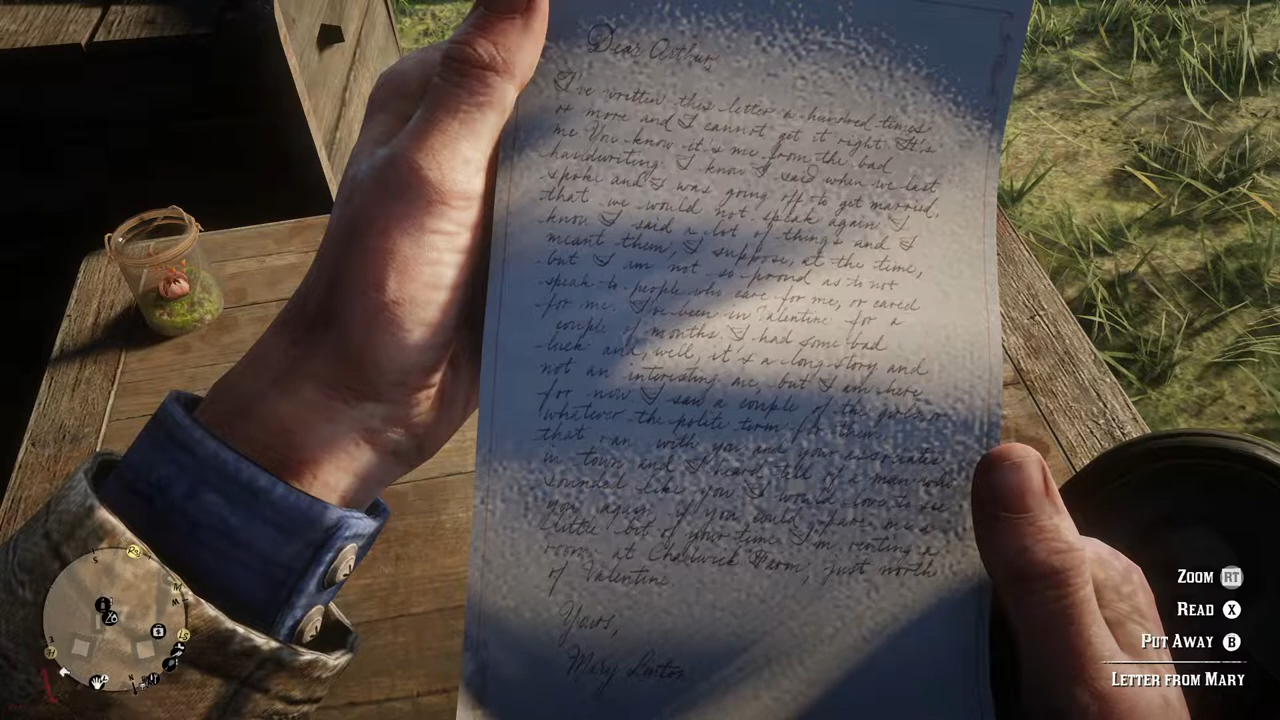 Dear Arthur,
I've written this letter a hundred times
or more and I cannot get it right. It's
me. You know it's me from the bad
handwriting. I know I said when we last
spoke and I was going off to get married,
that we would not speak again. I
know I said a lot of things and I
meant them, I suppose, at the time,
but I am not so proud as to not
speak to people who care for me, or cared
for me. I've been in Valentine for a
couple of months. I had some bad
luck and, well, it's a long story and
not an interesting me, but I am here
for now. I saw a couple of the girls or
whatever the polite term for them
that ran with you and your associates
in town and I heard tell of a man who
sounded like you. I would love to see
you again if you could spare me a
little bit of your time. I'm renting a
room at Chadwick Farm, just north
of Valentine.
Yours,
Mary Linton
S
E
N
W
ZOOM RT
READ X
PUT AWAY B
LETTER FROM MARY